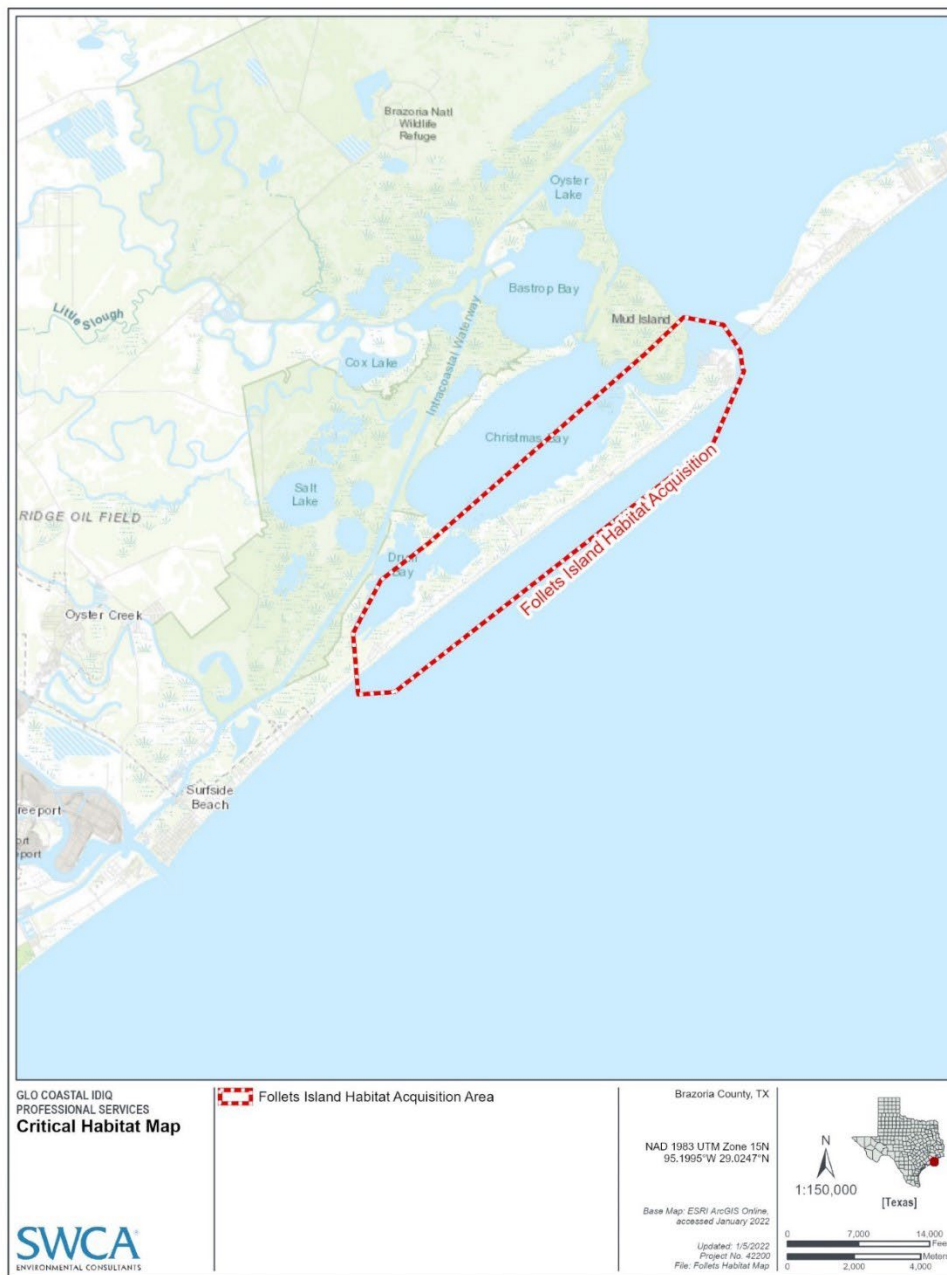 Brazoria Natl
Wildlife
Refuge
Oyster
Lake
Bastrop Bay
Mud Island
Little Slough
Cox Lake
Intracoastal Waterway
Christmas Bay
Salt
Lake
RIDGE OIL FIELD
Drum
Bay
Follets Island Habitat Acquisition
Oyster Creek
Surfside
Beach
reeport
ort
eeport
GLO COASTAL IDIQ
PROFESSIONAL SERVICES
Critical Habitat Map
SWCA
ENVIRONMENTAL CONSULTANTS
Follets Island Habitat Acquisition Area
Brazoria County, TX
NAD 1983 UTM Zone 15N
95.1995°W 29.0247°N
Base Map: ESRI ArcGIS Online,
accessed January 2022
Updated: 1/5/2022
Project No. 42200
File: Follets Habitat Map
N
1:150,000
[Texas]
0 7,000 14,000
Fee
Meters
0 2,000 4,000